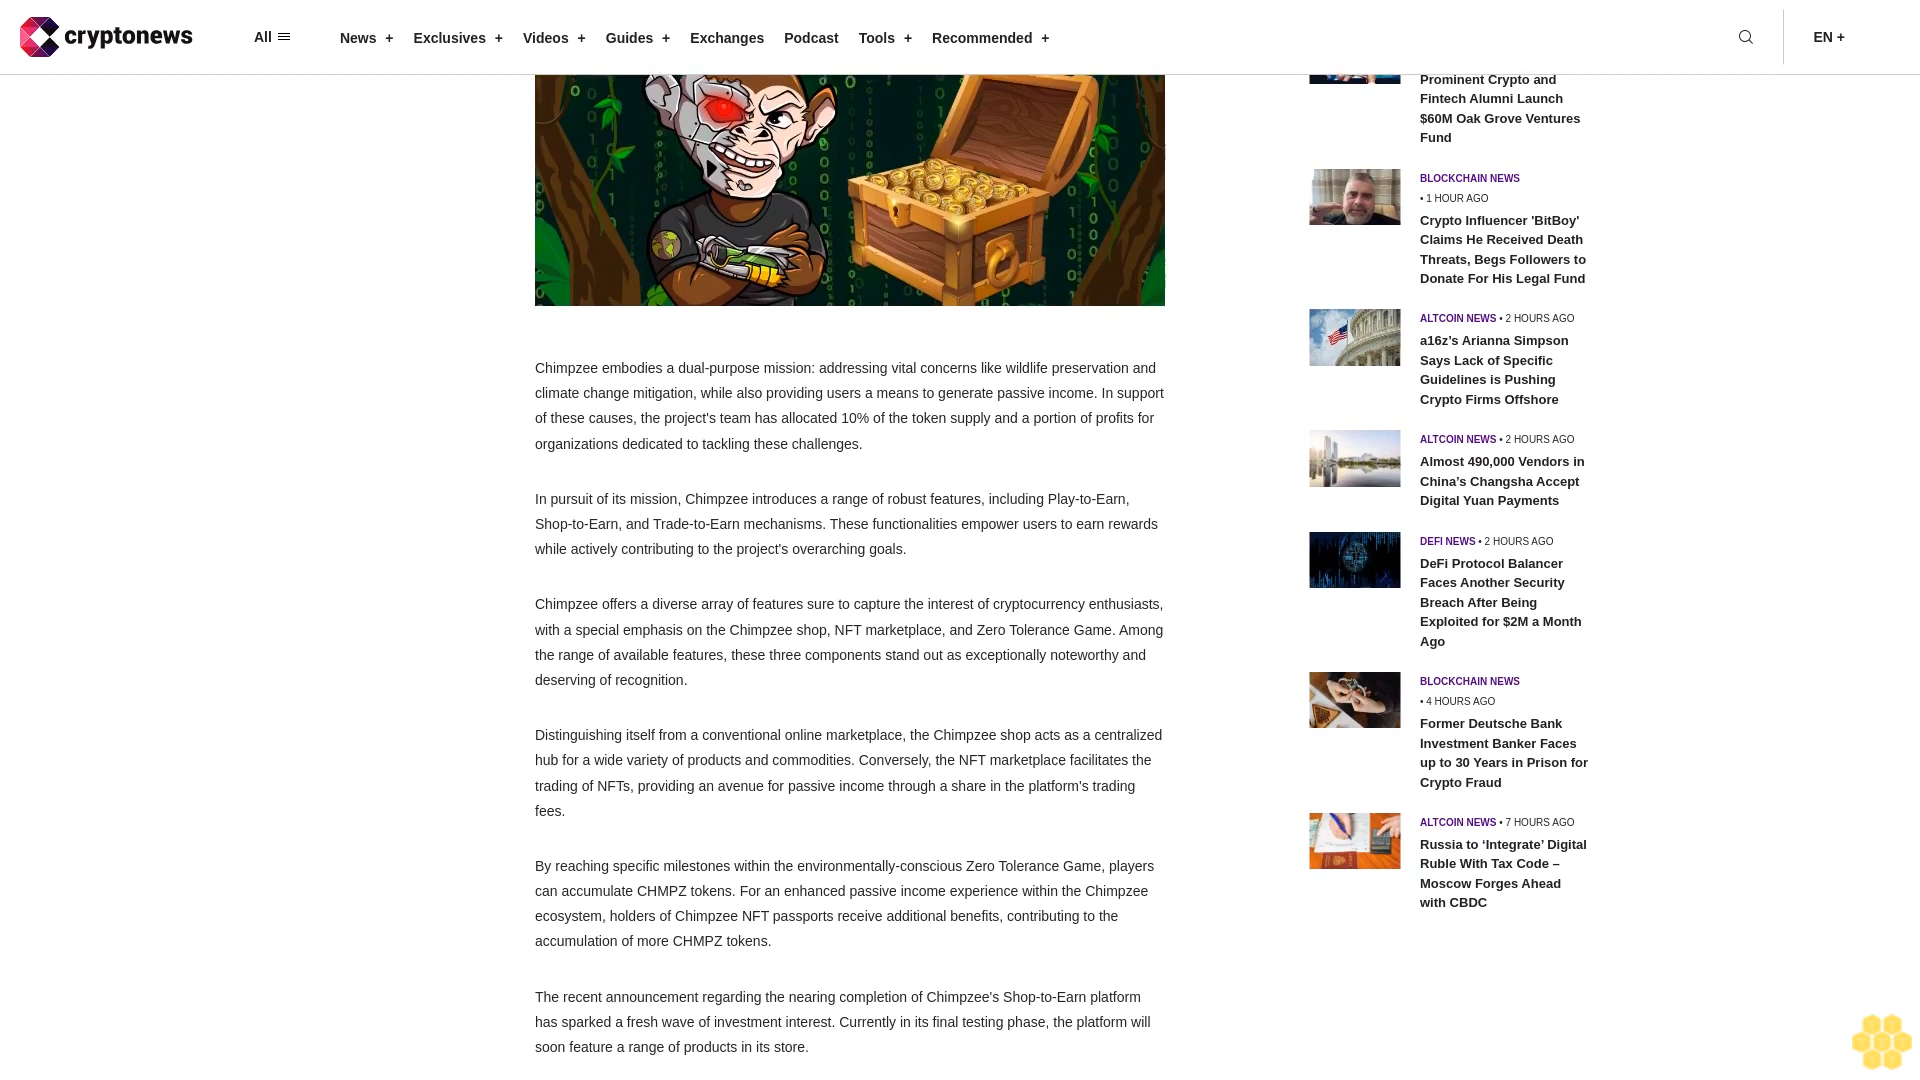 cryptonews
All
News +
Exclusives +
Videos +
Guides +
Exchanges
Podcast
Tools +
Recommended +
EN +
Chimpzee embodies a dual-purpose mission: addressing vital concerns like wildlife preservation and
climate change mitigation, while also providing users a means to generate passive income. In support
of these causes, the project's team has allocated 10% of the token supply and a portion of profits for
organizations dedicated to tackling these challenges.
In pursuit of its mission, Chimpzee introduces a range of robust features, including Play-to-Earn,
Shop-to-Earn, and Trade-to-Earn mechanisms. These functionalities empower users to earn rewards
while actively contributing to the project's overarching goals.
Chimpzee offers a diverse array of features sure to capture the interest of cryptocurrency enthusiasts,
with a special emphasis on the Chimpzee shop, NFT marketplace, and Zero Tolerance Game. Among
the range of available features, these three components stand out as exceptionally noteworthy and
deserving of recognition.
Distinguishing itself from a conventional online marketplace, the Chimpzee shop acts as a centralized
hub for a wide variety of products and commodities. Conversely, the NFT marketplace facilitates the
trading of NFTs, providing an avenue for passive income through a share in the platform's trading
fees.
By reaching specific milestones within the environmentally-conscious Zero Tolerance Game, players
can accumulate CHMPZ tokens. For an enhanced passive income experience within the Chimpzee
ecosystem, holders of Chimpzee NFT passports receive additional benefits, contributing to the
accumulation of more CHMPZ tokens.
The recent announcement regarding the nearing completion of Chimpzee's Shop-to-Earn platform
has sparked a fresh wave of investment interest. Currently in its final testing phase, the platform will
soon feature a range of products in its store.
Prominent Crypto and
Fintech Alumni Launch
$60M Oak Grove Ventures
Fund
BLOCKCHAIN NEWS
• 1 HOUR AGO
Crypto Influencer 'BitBoy'
Claims He Received Death
Threats, Begs Followers to
Donate For His Legal Fund
ALTCOIN NEWS • 2 HOURS AGO
a16z’s Arianna Simpson
Says Lack of Specific
Guidelines is Pushing
Crypto Firms Offshore
ALTCOIN NEWS • 2 HOURS AGO
Almost 490,000 Vendors in
China’s Changsha Accept
Digital Yuan Payments
DEFI NEWS • 2 HOURS AGO
DeFi Protocol Balancer
Faces Another Security
Breach After Being
Exploited for $2M a Month
Ago
BLOCKCHAIN NEWS
• 4 HOURS AGO
Former Deutsche Bank
Investment Banker Faces
up to 30 Years in Prison for
Crypto Fraud
ALTCOIN NEWS • 7 HOURS AGO
Russia to ‘Integrate’ Digital
Ruble With Tax Code –
Moscow Forges Ahead
with CBDC